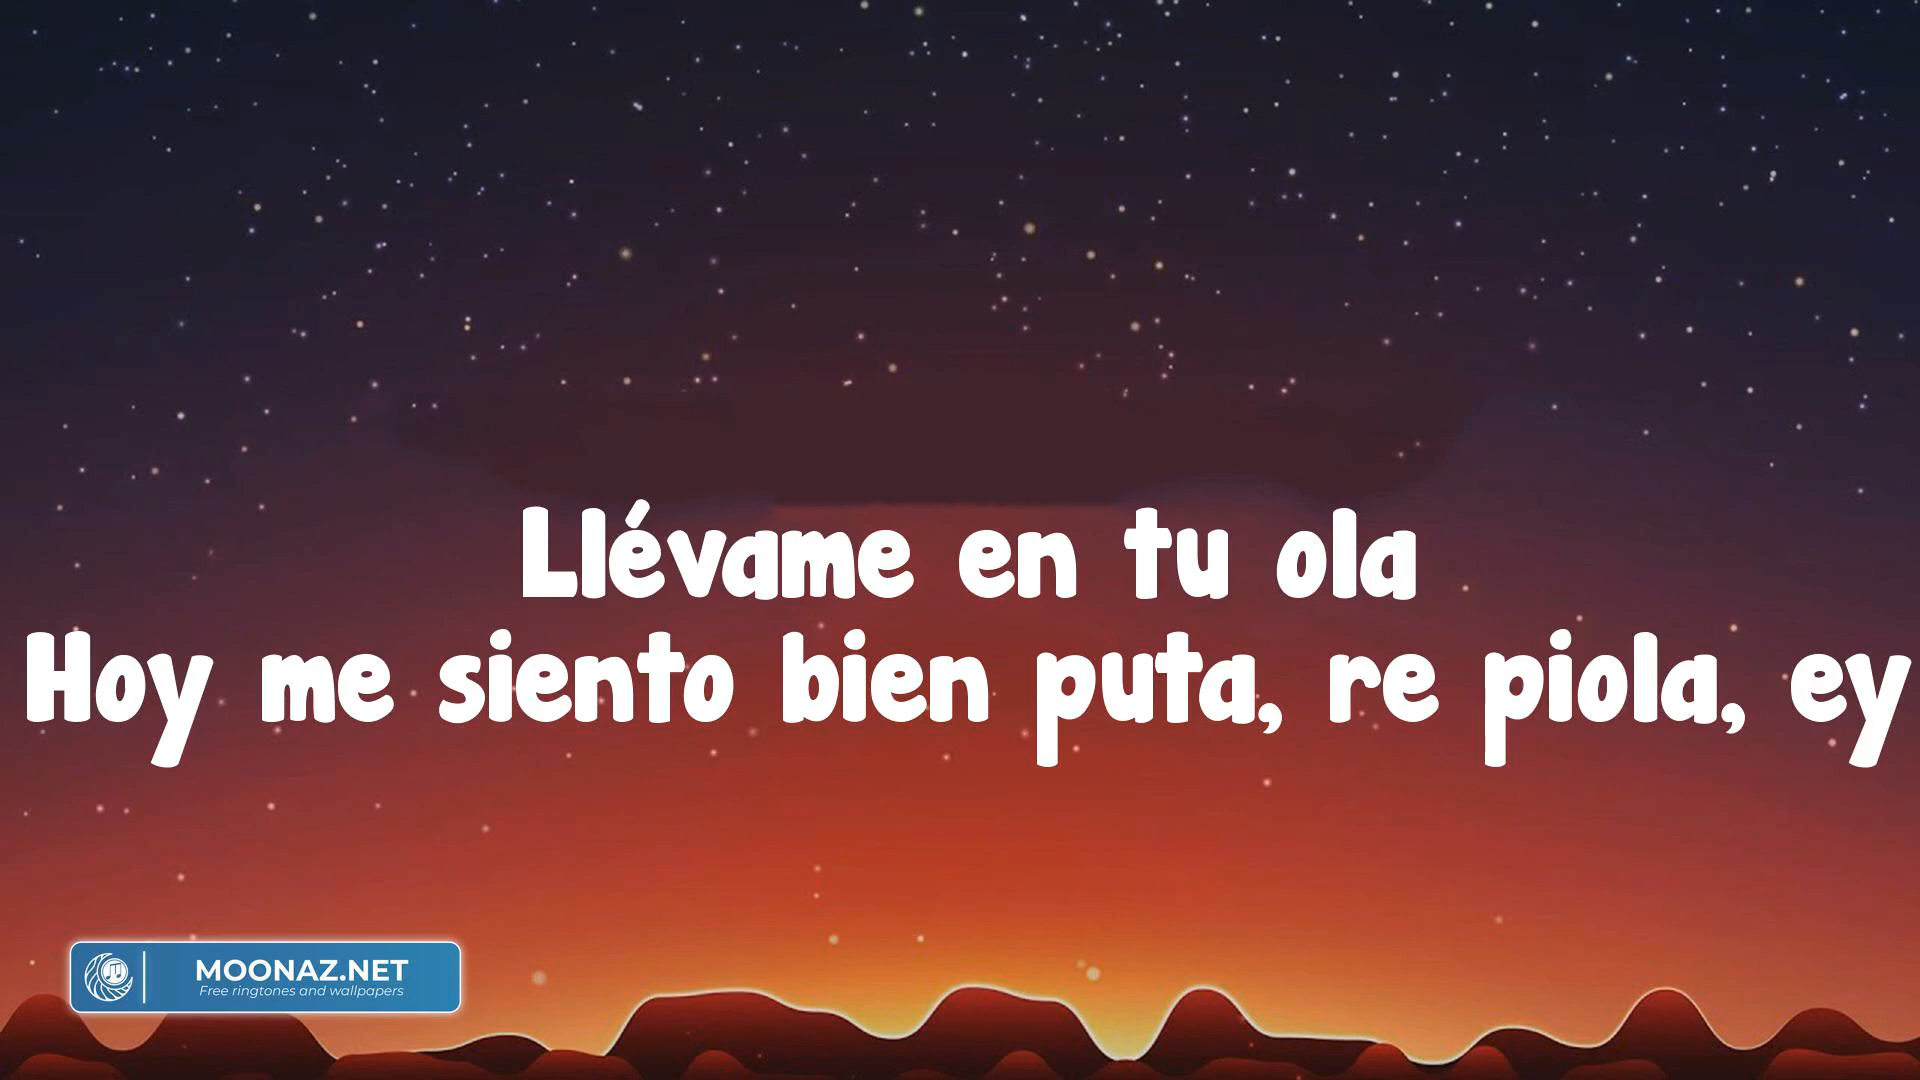 Llévame en tu ola
Hoy me siento bien puta, re piola, ey
MOONAZ.NET
Free ringtones and wallpapers